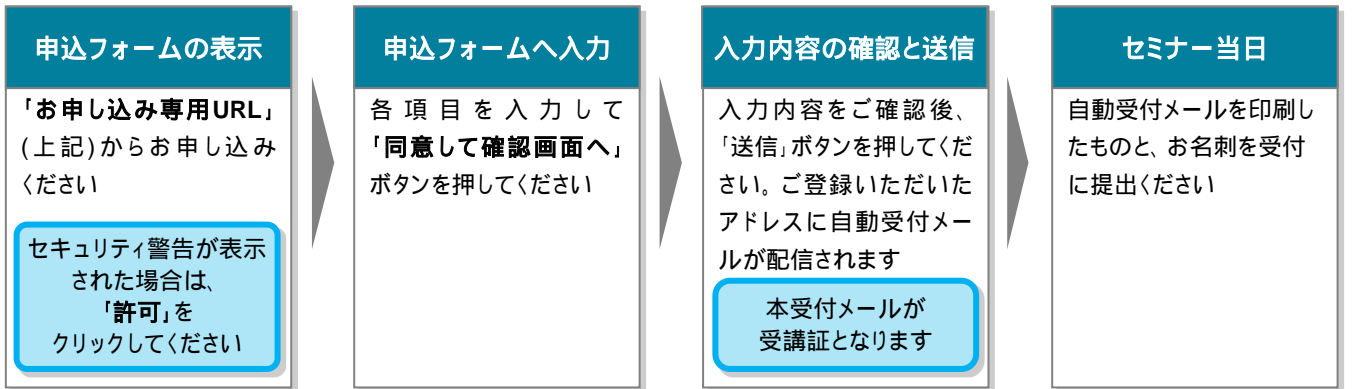 申込フォームの表示
「お申し込み専用URL」
(上記)からお申し込み
ください
セキュリティ警告が表示
された場合は、
「許可」を
クリックしてください
申込フォームへ入力
各項目を入力して
「同意して確認画面へ」
ボタンを押してください
入力内容の確認と送信
入力内容をご確認後、
「送信」ボタンを押してくだ
さい。ご登録いただいた
アドレスに自動受付メー
ルが配信されます
本受付メールが
受講証となります
セミナー当日
自動受付メールを印刷し
たものと、お名刺を受付
に提出ください